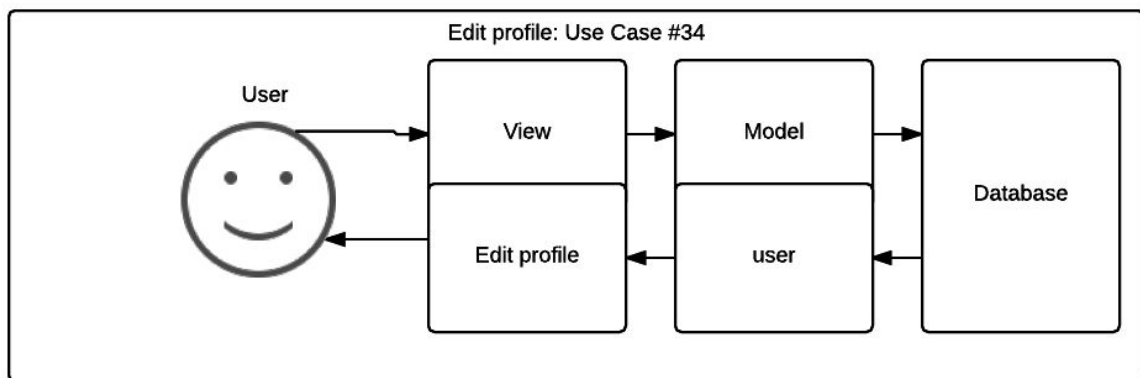 Edit profile: Use Case #34
User
View
Model
Database
Edit profile
user